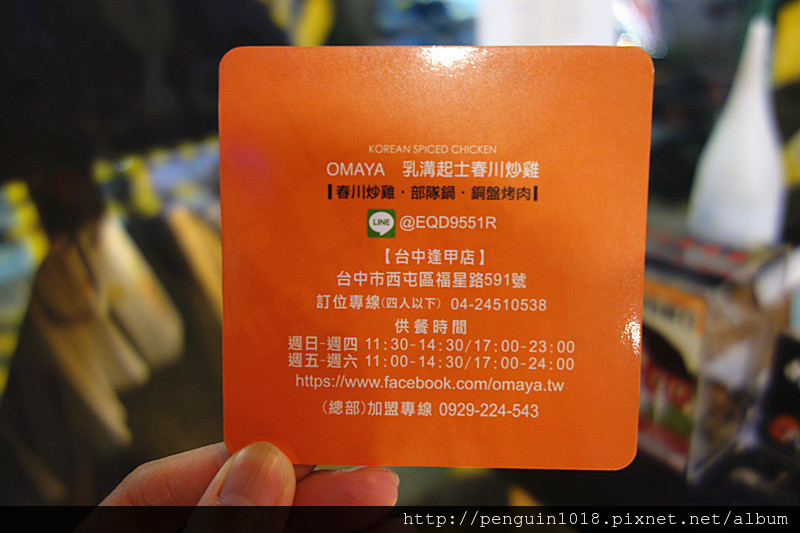 KOREAN SPICED CHICKEN
OMAYA 乳溝起士春川炒雞
【春川炒雞・部隊鍋・銅盤烤肉】
LINE @EQD9551R
【台中逢甲店】
台中市西屯區福星路591號
訂位專線(四人以下) 04-24510538
供餐時間
週日-週四 11:30-14:30/17:00-23:00
週五-週六 11:00-14:30/17:00-24:00
https://www.facebook.com/omaya.tw
(總部)加盟專線 0929-224-543
http://penguin1018.pixnet.net/album